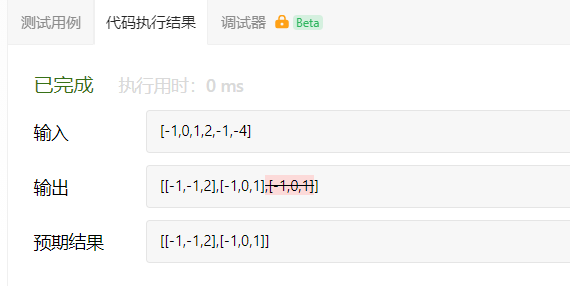 测试用例 代码执行结果 调试器 Beta
已完成 执行用时：0 ms
输入 [-1,0,1,2,-1,-4]
输出 [[-1,-1,2],[-1,0,1],[-1,0,1]]
预期结果 [[-1,-1,2],[-1,0,1]]